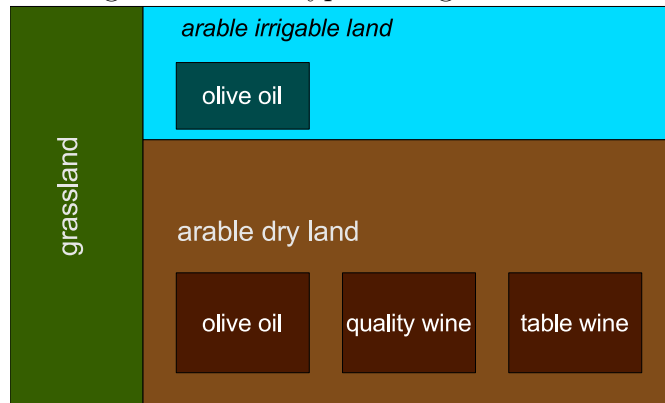 arable irrigable land
olive oil
grassland
arable dry land
olive oil
quality wine
table wine